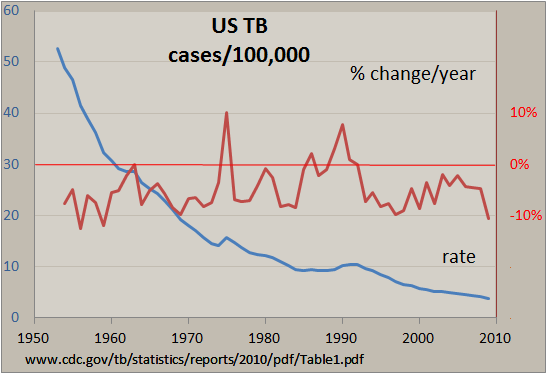 US TB
cases/100,000
% change/year
60
50
40
30
20
10
0
10%
0%
-10%
rate
1950 1960 1970 1980 1990 2000 2010
www.cdc.gov/tb/statistics/reports/2010/pdf/Table1.pdf